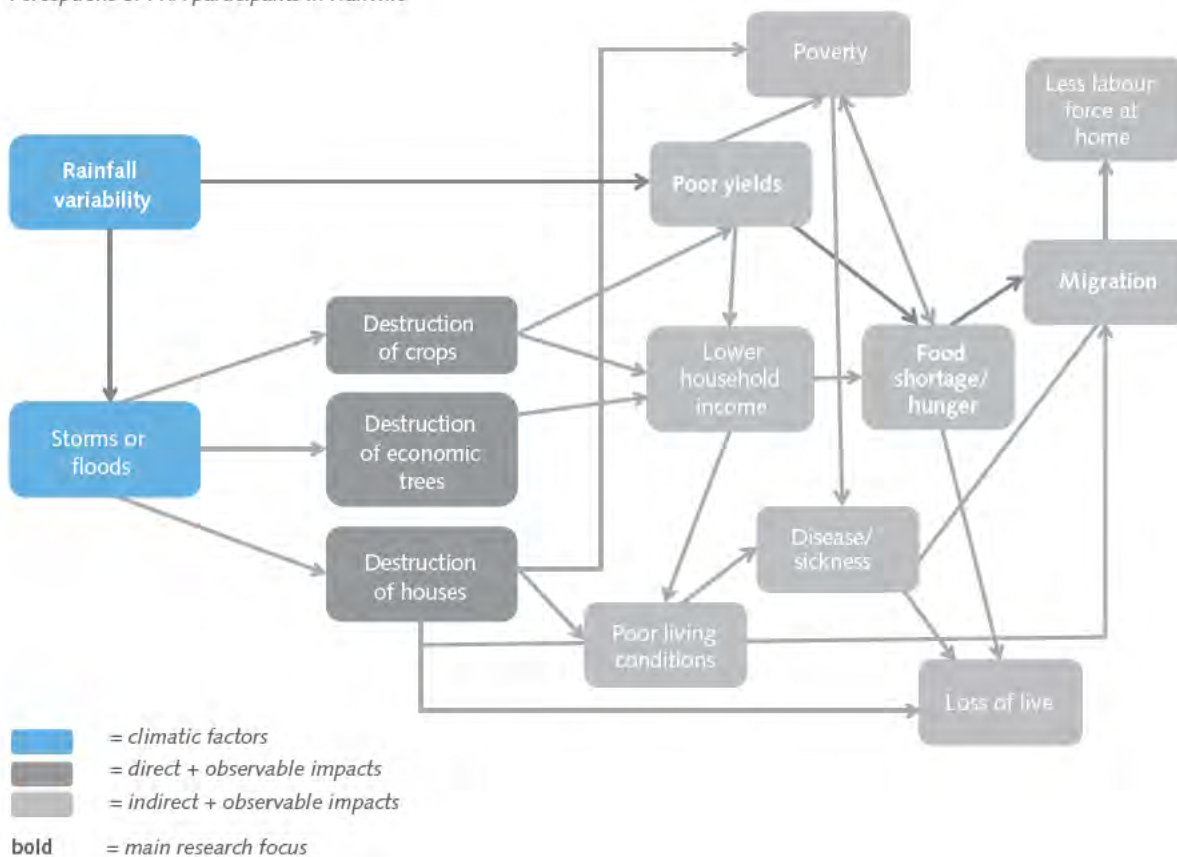 Poverty
Less labour
force at
home
Rainfall
variability
Poor yields
Migration
Destruction
of crops
Lower
household
income
Food
shortage/
hunger
Storms or
floods
Destruction
of economic
trees
Disease/
sickness
Destruction
of houses
Poor living
conditions
Loss of live
= climatic factors
= direct + observable impacts
= indirect + observable impacts
bold = main research focus